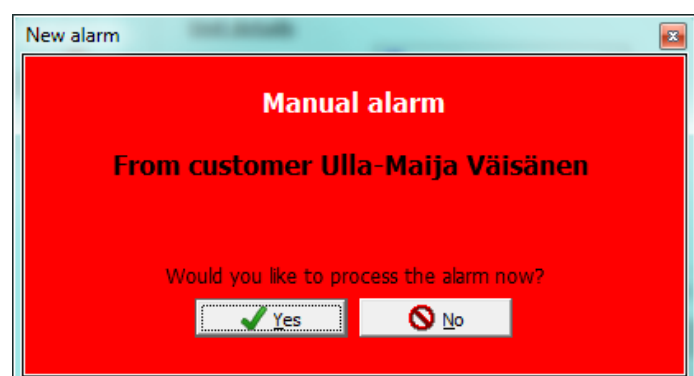 New alarm
Manual alarm
From customer Ulla-Maija Väisänen
Would you like to process the alarm now?
Yes
No